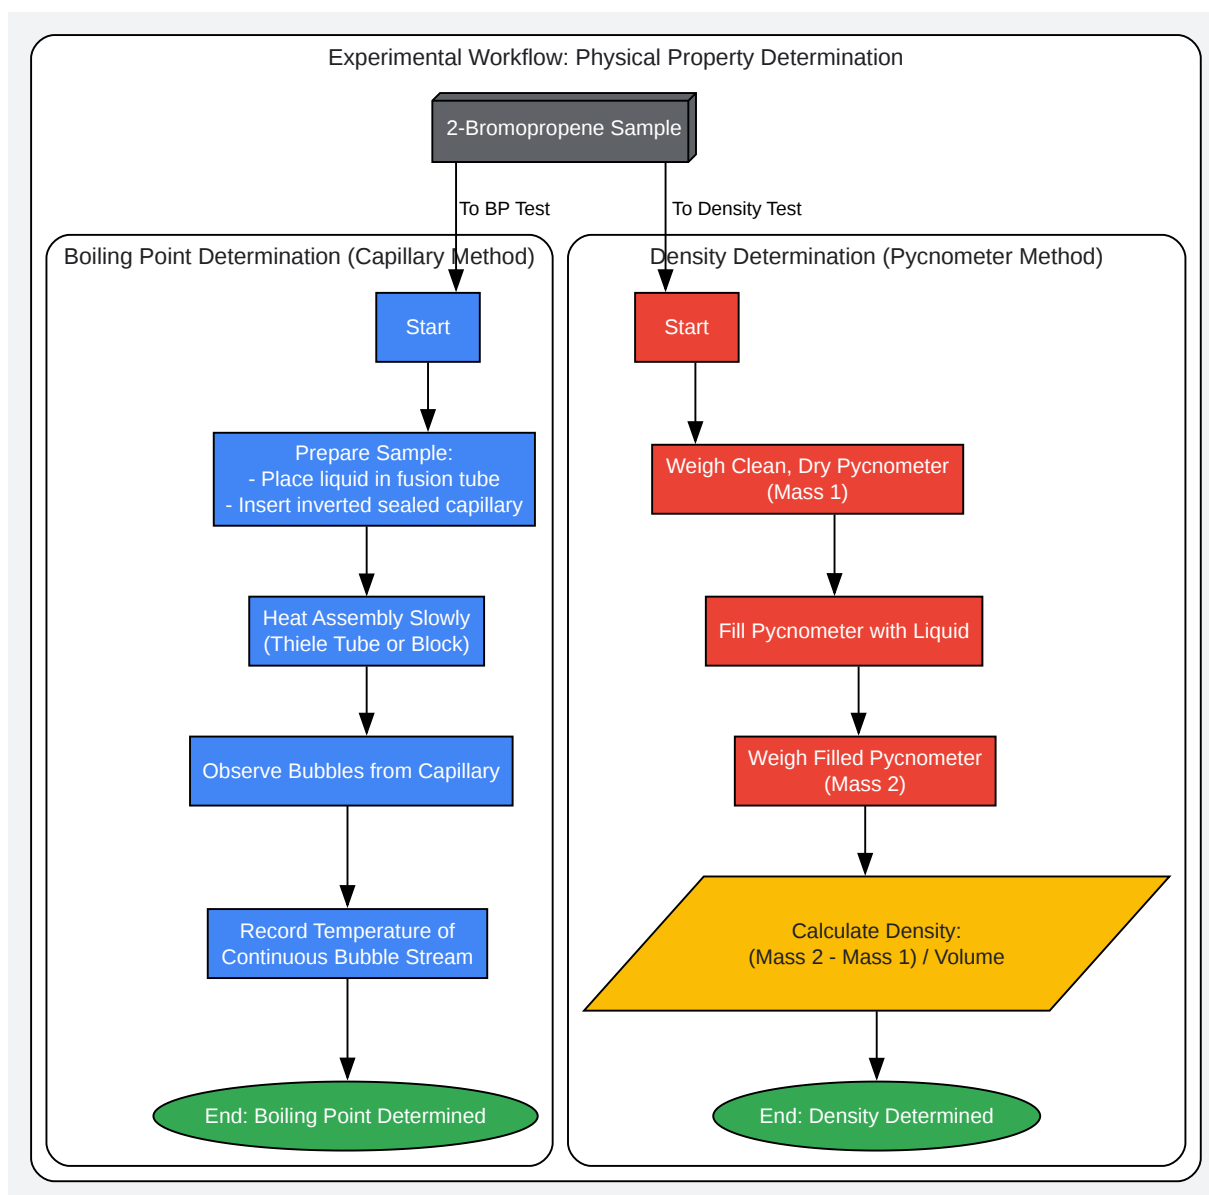 Experimental Workflow: Physical Property Determination
2-Bromopropene Sample
To BP Test
To Density Test
Boiling Point Determination (Capillary Method)
Start
Prepare Sample:
- Place liquid in fusion tube
- Insert inverted sealed capillary
Heat Assembly Slowly
(Thiele Tube or Block)
Observe Bubbles from Capillary
Record Temperature of
Continuous Bubble Stream
End: Boiling Point Determined
Density Determination (Pycnometer Method)
Start
Weigh Clean, Dry Pycnometer
(Mass 1)
Fill Pycnometer with Liquid
Weigh Filled Pycnometer
(Mass 2)
Calculate Density:
(Mass 2 - Mass 1) / Volume
End: Density Determined